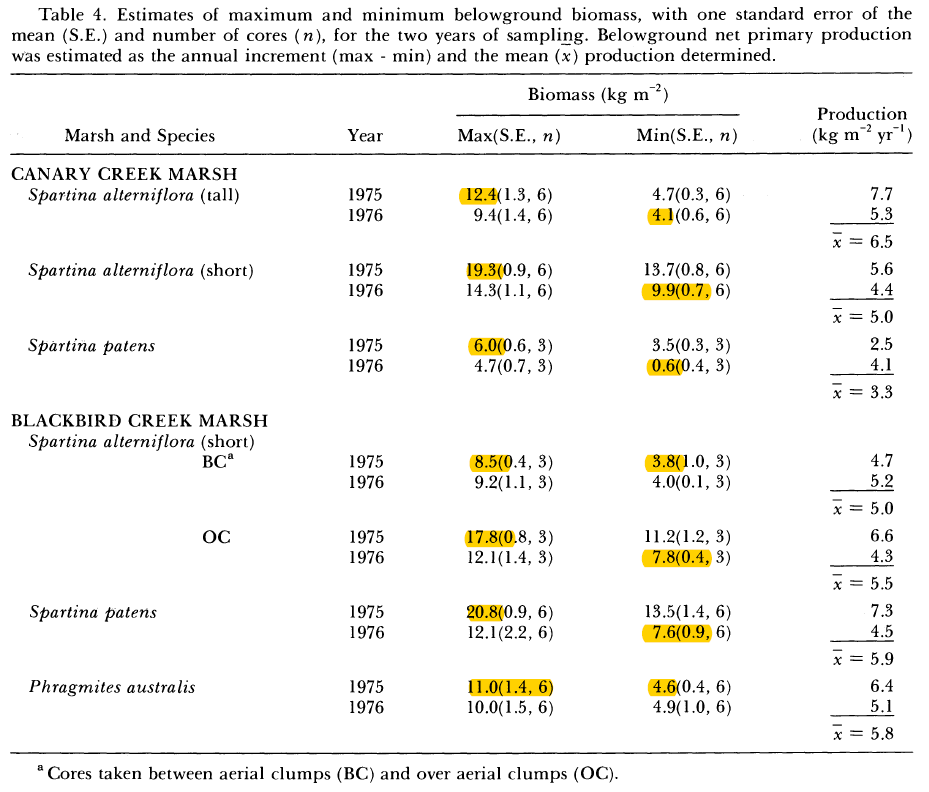 Table 4. Estimates of maximum and minimum belowground biomass, with one standard error of the
mean (S.E.) and number of cores (n), for the two years of sampling. Belowground net primary production
was estimated as the annual increment (max - min) and the mean (x̄) production determined.
Biomass (kg m⁻²)
Marsh and Species Year Max(S.E., n) Min(S.E., n) Production (kg m⁻² yr⁻¹)
CANARY CREEK MARSH
Spartina alterniflora (tall) 1975 12.4(1.3, 6) 4.7(0.3, 6) 7.7
1976 9.4(1.4, 6) 4.1(0.6, 6) 5.3
x̄ = 6.5
Spartina alterniflora (short) 1975 19.3(0.9, 6) 13.7(0.8, 6) 5.6
1976 14.3(1.1, 6) 9.9(0.7, 6) 4.4
x̄ = 5.0
Spartina patens 1975 6.0(0.6, 3) 3.5(0.3, 3) 2.5
1976 4.7(0.7, 3) 0.6(0.4, 3) 4.1
x̄ = 3.3
BLACKBIRD CREEK MARSH
Spartina alterniflora (short)
BCᵃ 1975 8.5(0.4, 3) 3.8(1.0, 3) 4.7
1976 9.2(1.1, 3) 4.0(0.1, 3) 5.2
x̄ = 5.0
OC 1975 17.8(0.8, 3) 11.2(1.2, 3) 6.6
1976 12.1(1.4, 3) 7.8(0.4, 3) 4.3
x̄ = 5.5
Spartina patens 1975 20.8(0.9, 6) 13.5(1.4, 6) 7.3
1976 12.1(2.2, 6) 7.6(0.9, 6) 4.5
x̄ = 5.9
Phragmites australis 1975 11.0(1.4, 6) 4.6(0.4, 6) 6.4
1976 10.0(1.5, 6) 4.9(1.0, 6) 5.1
x̄ = 5.8
ᵃ Cores taken between aerial clumps (BC) and over aerial clumps (OC).